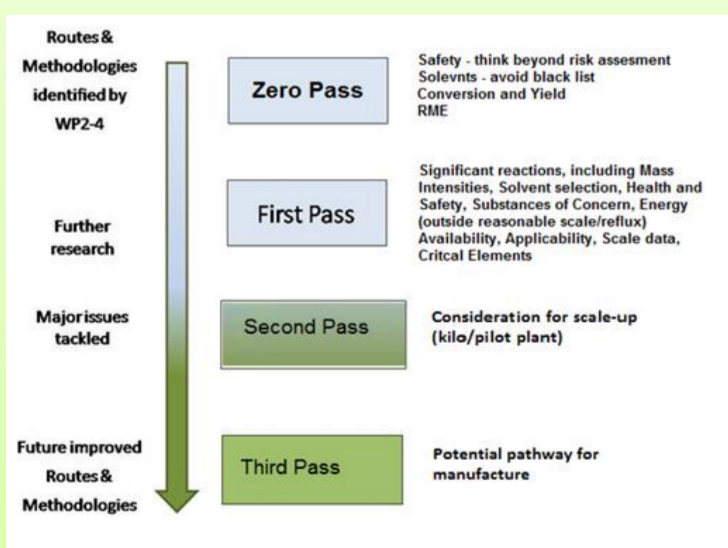 Routes &
Methodologies
identified by
WP2-4
Zero Pass
Safety - think beyond risk assesment
Solevnts - avoid black list
Conversion and Yield
RME
Further
research
First Pass
Significant reactions, including Mass
Intensities, Solvent selection, Health and
Safety, Substances of Concern, Energy
(outside reasonable scale/reflux)
Availability, Applicability, Scale data,
Critcal Elements
Major issues
tackled
Second Pass
Consideration for scale-up
(kilo/pilot plant)
Future improved
Routes &
Methodologies
Third Pass
Potential pathway for
manufacture